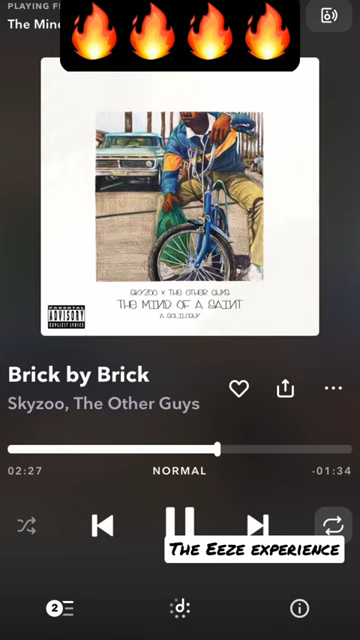 PLAYING F
The Mind
SKYZOO × THE OTHER GUYS
THE MIND OF A SAINT
A SOLILOQUY
PARENTAL
ADVISORY
EXPLICIT LYRICS
Brick by Brick
Skyzoo, The Other Guys
02:27
NORMAL
-01:34
The Eeze experience
2